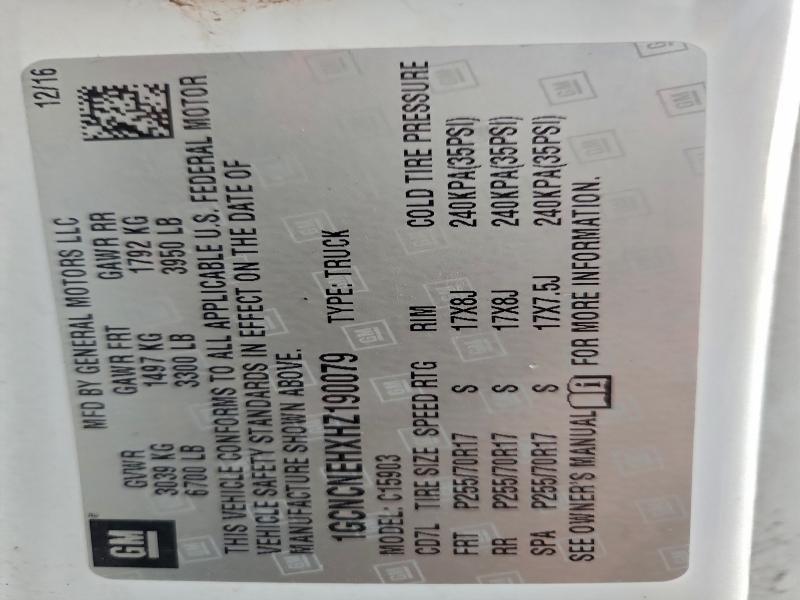 GM
MFD BY GENERAL MOTORS LLC 12/16
GVWR GAWR FRT GAWR RR
3039 KG 1497 KG 1792 KG
6700 LB 3300 LB 3950 LB
THIS VEHICLE CONFORMS TO ALL APPLICABLE U.S. FEDERAL MOTOR
VEHICLE SAFETY STANDARDS IN EFFECT ON THE DATE OF
MANUFACTURE SHOWN ABOVE.
1GCNCNEHXHZ190079 TYPE: TRUCK
MODEL: C15903
CD7L TIRE SIZE SPEED RTG RIM COLD TIRE PRESSURE
FRT P255/70R17 S 17X8J 240KPA(35PSI)
RR P255/70R17 S 17X8J 240KPA(35PSI)
SPA P255/70R17 S 17X7.5J 240KPA(35PSI)
SEE OWNER'S MANUAL FOR MORE INFORMATION.